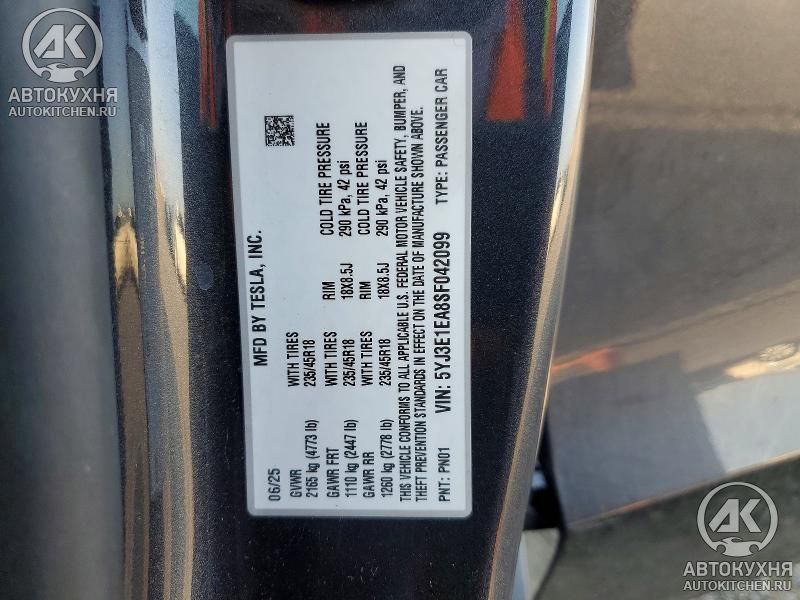 AK
АВТОКУХНЯ
AUTOKITCHEN.RU
06/25
MFD BY TESLA, INC.
GVWR
2165 kg (4773 lb)
WITH TIRES
235/45R18
RIM
18X8.5J
COLD TIRE PRESSURE
290 kPa, 42 psi
GAWR FRT
1110 kg (2447 lb)
WITH TIRES
235/45R18
GAWR RR
1260 kg (2778 lb)
WITH TIRES
235/45R18
RIM
18X8.5J
COLD TIRE PRESSURE
290 kPa, 42 psi
THIS VEHICLE CONFORMS TO ALL APPLICABLE U.S. FEDERAL MOTOR VEHICLE SAFETY, BUMPER, AND
THEFT PREVENTION STANDARDS IN EFFECT ON THE DATE OF MANUFACTURE SHOWN ABOVE.
PNT: PN01 VIN: 5YJ3E1EA8SF042099 TYPE: PASSENGER CAR
AK
АВТОКУХНЯ
AUTOKITCHEN.RU